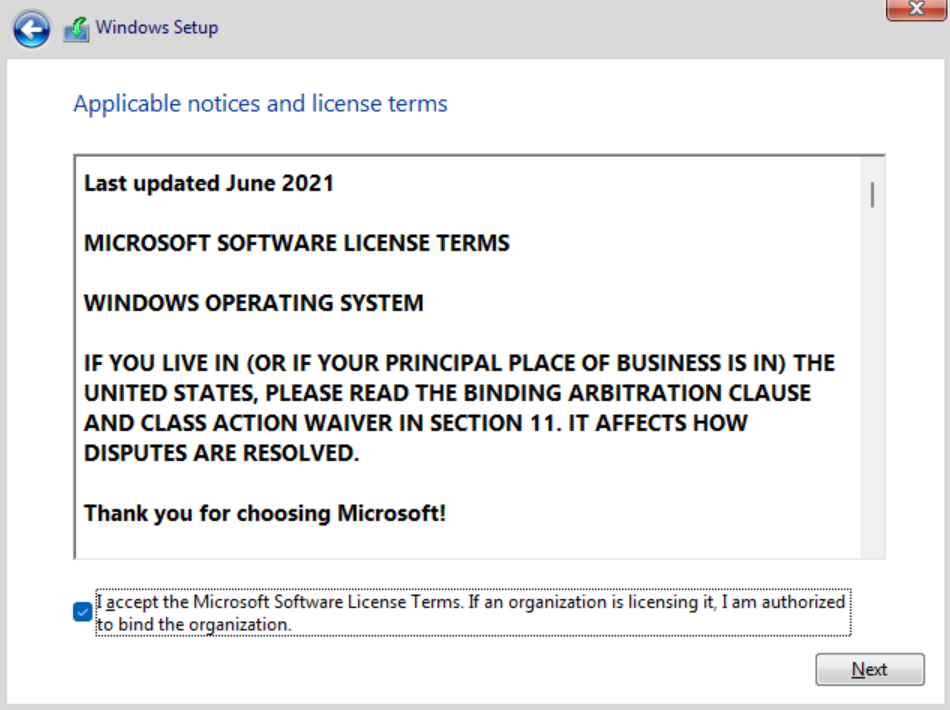 Windows Setup
Applicable notices and license terms
Last updated June 2021
MICROSOFT SOFTWARE LICENSE TERMS
WINDOWS OPERATING SYSTEM
IF YOU LIVE IN (OR IF YOUR PRINCIPAL PLACE OF BUSINESS IS IN) THE
UNITED STATES, PLEASE READ THE BINDING ARBITRATION CLAUSE
AND CLASS ACTION WAIVER IN SECTION 11. IT AFFECTS HOW
DISPUTES ARE RESOLVED.
Thank you for choosing Microsoft!
I accept the Microsoft Software License Terms. If an organization is licensing it, I am authorized
to bind the organization.
Next